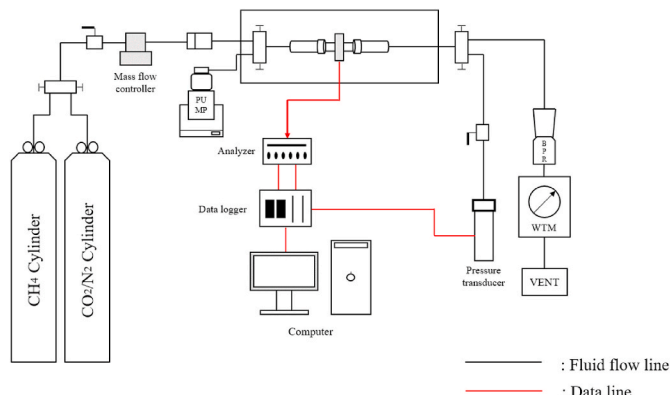 Mass flow
controller
PU
MP
Analyzer
Data logger
Computer
Pressure
transducer
B
P
R
WTM
VENT
CH4 Cylinder
CO2/N2 Cylinder
: Fluid flow line
: Data line